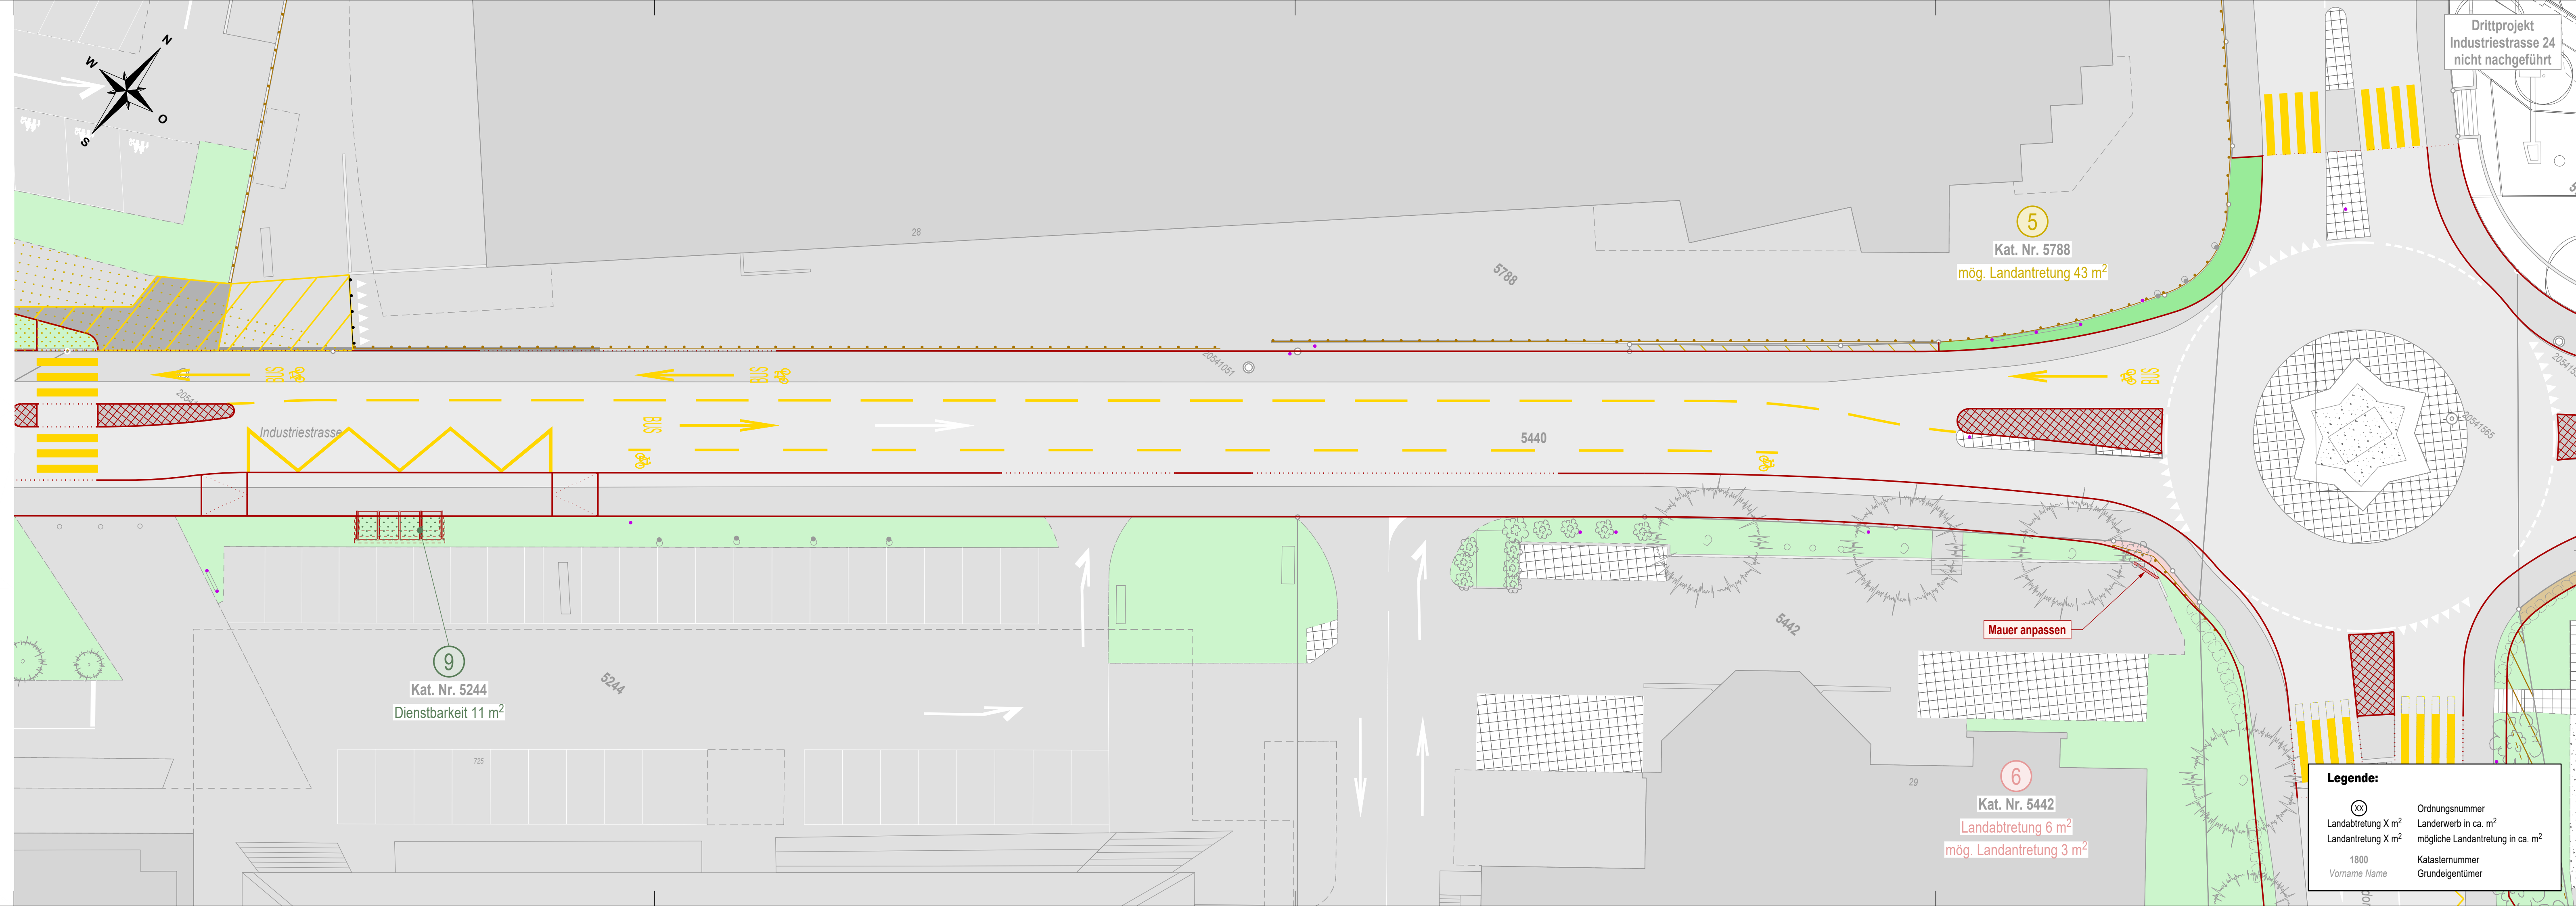 N
W
O
S
Drittprojekt
Industriestrasse 24
nicht nachgeführt
28
5788
5
Kat. Nr. 5788
mög. Landantretung 43 m²
20541051
BUS
BUS
BUS
BUS
Industriestrasse
5440
20541565
9
Kat. Nr. 5244
Dienstbarkeit 11 m²
5244
5442
Mauer anpassen
728
29
6
Kat. Nr. 5442
Landabtretung 6 m²
mög. Landantretung 3 m²
Legende:
XX Ordnungsnummer
Landabtretung X m² Landerwerb in ca. m²
Landantretung X m² mögliche Landantretung in ca. m²
1800 Katasternummer
Vorname Name Grundeigentümer